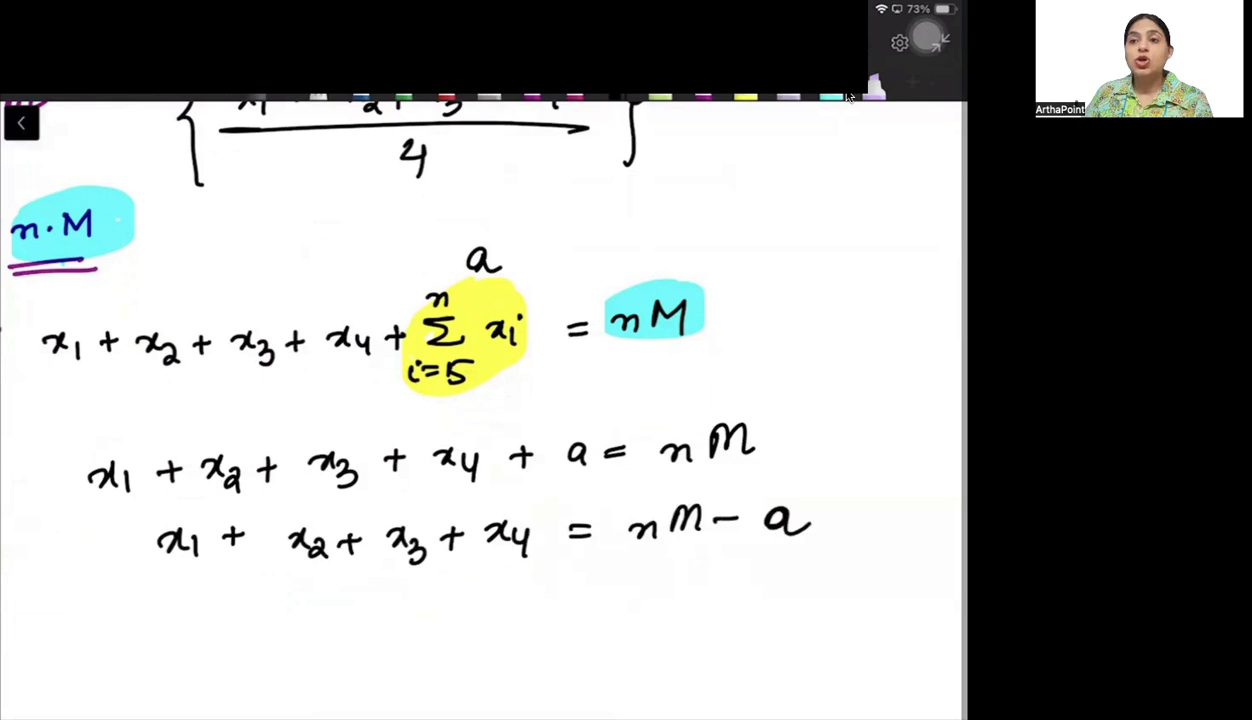 73%
ArthaPoint
4
n·M
a
x₁ + x₂ + x₃ + x₄ + n Σ i=5 xi = nM
x₁ + x₂ + x₃ + x₄ + a = nM
x₁ + x₂ + x₃ + x₄ = nM - a